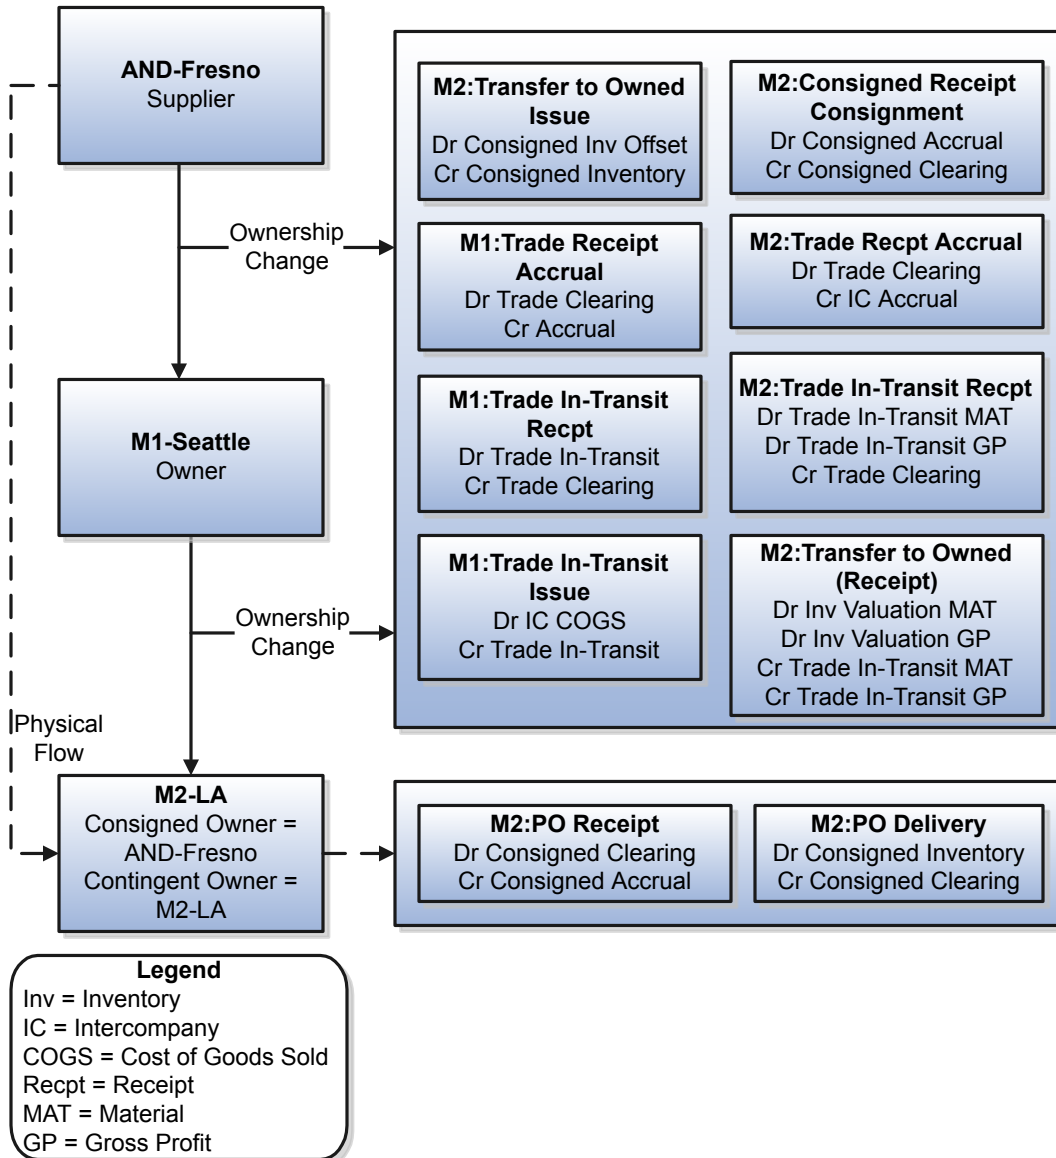 AND-Fresno
Supplier
Ownership
Change
M1-Seattle
Owner
Ownership
Change
Physical
Flow
M2-LA
Consigned Owner =
AND-Fresno
Contingent Owner =
M2-LA
M2:Transfer to Owned
Issue
Dr Consigned Inv Offset
Cr Consigned Inventory
M2:Consigned Receipt
Consignment
Dr Consigned Accrual
Cr Consigned Clearing
M1:Trade Receipt
Accrual
Dr Trade Clearing
Cr Accrual
M2:Trade Recpt Accrual
Dr Trade Clearing
Cr IC Accrual
M1:Trade In-Transit
Recpt
Dr Trade In-Transit
Cr Trade Clearing
M2:Trade In-Transit Recpt
Dr Trade In-Transit MAT
Dr Trade In-Transit GP
Cr Trade Clearing
M1:Trade In-Transit
Issue
Dr IC COGS
Cr Trade In-Transit
M2:Transfer to Owned
(Receipt)
Dr Inv Valuation MAT
Dr Inv Valuation GP
Cr Trade In-Transit MAT
Cr Trade In-Transit GP
M2:PO Receipt
Dr Consigned Clearing
Cr Consigned Accrual
M2:PO Delivery
Dr Consigned Inventory
Cr Consigned Clearing
Legend
Inv = Inventory
IC = Intercompany
COGS = Cost of Goods Sold
Recpt = Receipt
MAT = Material
GP = Gross Profit